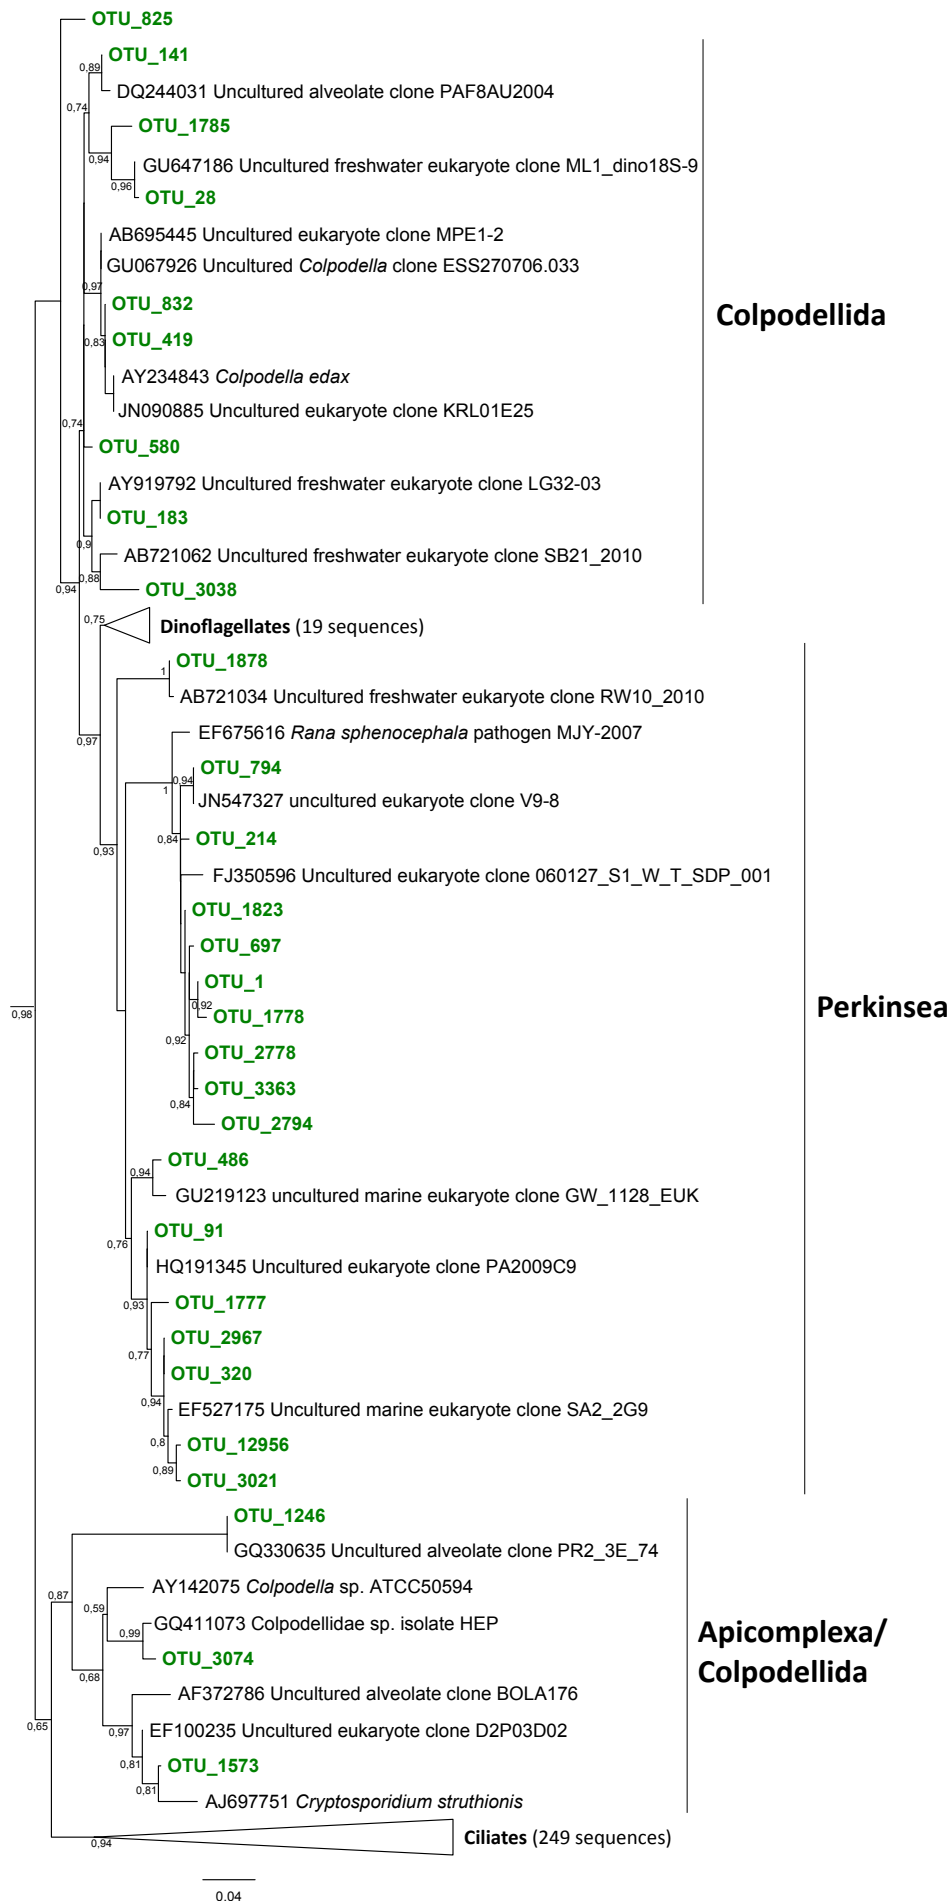 OTU_825
OTU_141
0,89
DQ244031 Uncultured alveolate clone PAF8AU2004
0,74
OTU_1785
0,94
GU647186 Uncultured freshwater eukaryote clone ML1_dino18S-9
0,96
OTU_28
AB695445 Uncultured eukaryote clone MPE1-2
GU067926 Uncultured Colpodella clone ESS270706.033
0,97
OTU_832
Colpodellida
0,83
OTU_419
AY234843 Colpodella edax
JN090885 Uncultured eukaryote clone KRL01E25
0,74
OTU_580
AY919792 Uncultured freshwater eukaryote clone LG32-03
OTU_183
0,9
AB721062 Uncultured freshwater eukaryote clone SB21_2010
0,88
0,94
OTU_3038
0,75
Dinoflagellates (19 sequences)
OTU_1878
1
AB721034 Uncultured freshwater eukaryote clone RW10_2010
EF675616 Rana sphenocephala pathogen MJY-2007
0,97
OTU_794
0,94
1
JN547327 uncultured eukaryote clone V9-8
OTU_214
0,84
0,93
FJ350596 Uncultured eukaryote clone 060127_S1_W_T_SDP_001
OTU_1823
OTU_697
OTU_1
0,92
Perkinsea
0,98
OTU_1778
0,92
OTU_2778
OTU_3363
0,84
OTU_2794
OTU_486
0,94
GU219123 uncultured marine eukaryote clone GW_1128_EUK
OTU_91
0,76
HQ191345 Uncultured eukaryote clone PA2009C9
OTU_1777
0,93
OTU_2967
0,77
OTU_320
0,94
EF527175 Uncultured marine eukaryote clone SA2_2G9
0,8
OTU_12956
0,89
OTU_3021
OTU_1246
GQ330635 Uncultured alveolate clone PR2_3E_74
AY142075 Colpodella sp. ATCC50594
0,87
0,59
GQ411073 Colpodellidae sp. isolate HEP
0,99
Apicomplexa/
Colpodellida
OTU_3074
0,68
AF372786 Uncultured alveolate clone BOLA176
0,65
0,97
EF100235 Uncultured eukaryote clone D2P03D02
0,81
OTU_1573
0,81
AJ697751 Cryptosporidium struthionis
0,94
Ciliates (249 sequences)
0.04